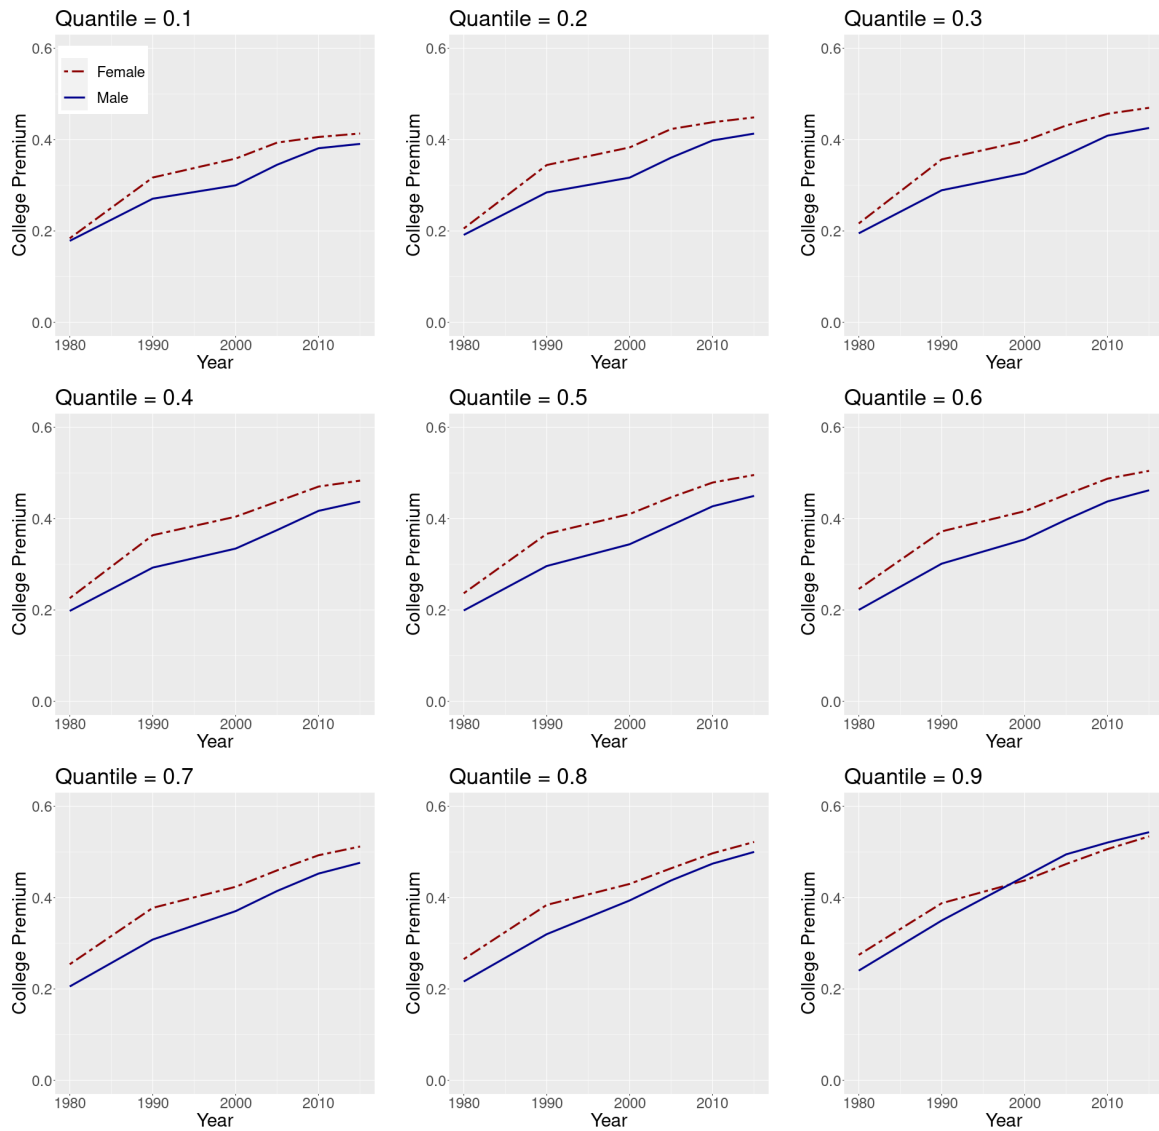 Quantile = 0.1
Quantile = 0.2
Quantile = 0.3
0.6
0.4
0.2
0.0
College Premium
Female
Male
1980
1990
2000
2010
Year
0.6
0.4
0.2
0.0
College Premium
1980
1990
2000
2010
Year
0.6
0.4
0.2
0.0
College Premium
1980
1990
2000
2010
Year
Quantile = 0.4
Quantile = 0.5
Quantile = 0.6
0.6
0.4
0.2
0.0
College Premium
1980
1990
2000
2010
Year
0.6
0.4
0.2
0.0
College Premium
1980
1990
2000
2010
Year
0.6
0.4
0.2
0.0
College Premium
1980
1990
2000
2010
Year
Quantile = 0.7
Quantile = 0.8
Quantile = 0.9
0.6
0.4
0.2
0.0
College Premium
1980
1990
2000
2010
Year
0.6
0.4
0.2
0.0
College Premium
1980
1990
2000
2010
Year
0.6
0.4
0.2
0.0
College Premium
1980
1990
2000
2010
Year